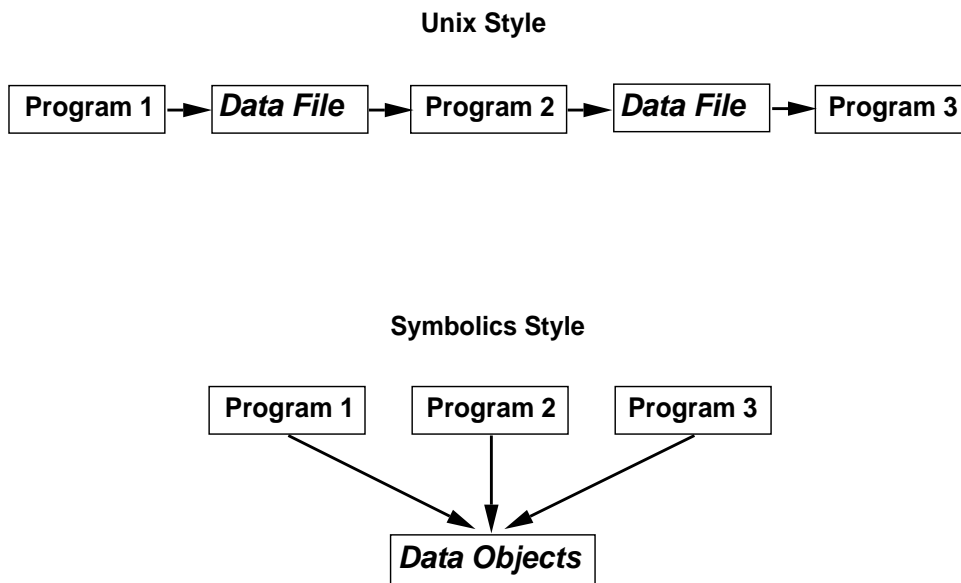 Unix Style
Program 1 Data File Program 2 Data File Program 3
Symbolics Style
Program 1 Program 2 Program 3
Data Objects